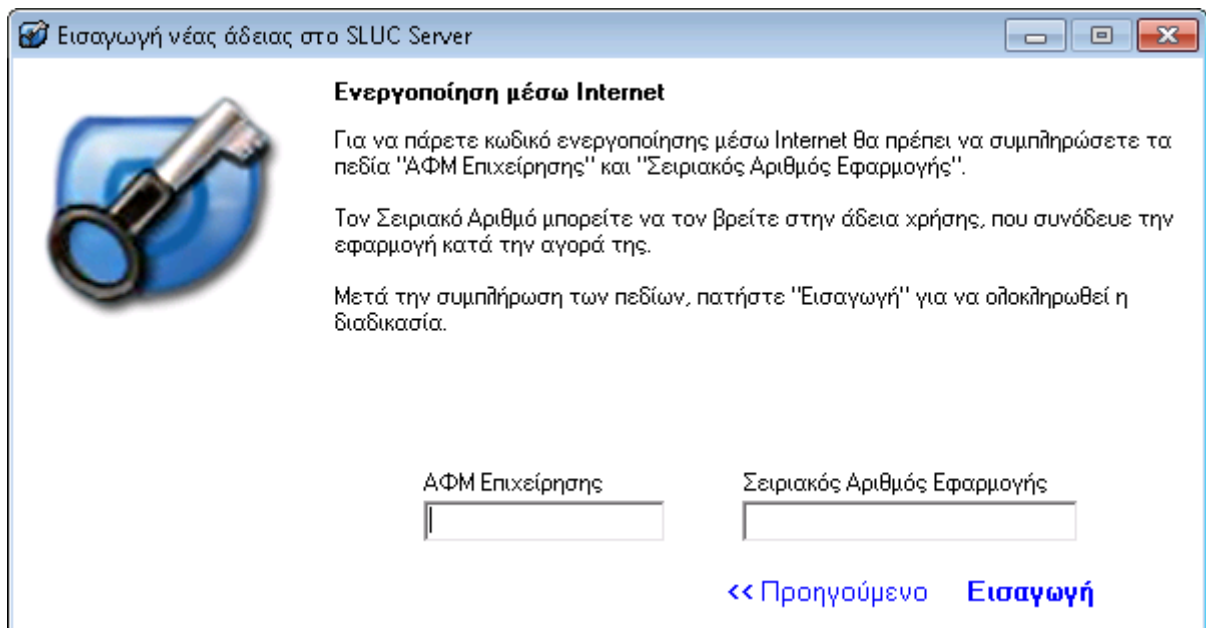 Εισαγωγή νέας άδειας στο SLUC Server
Ενεργοποίηση μέσω Internet
Για να πάρετε κωδικό ενεργοποίησης μέσω Internet θα πρέπει να συμπληρώσετε τα
πεδία "ΑΦΜ Επιχείρησης" και "Σειριακός Αριθμός Εφαρμογής".
Τον Σειριακό Αριθμό μπορείτε να τον βρείτε στην άδεια χρήσης, που συνόδευε την
εφαρμογή κατά την αγορά της.
Μετά την συμπλήρωση των πεδίων, πατήστε "Εισαγωγή" για να ολοκληρωθεί η
διαδικασία.
ΑΦΜ Επιχείρησης Σειριακός Αριθμός Εφαρμογής
<< Προηγούμενο Εισαγωγή